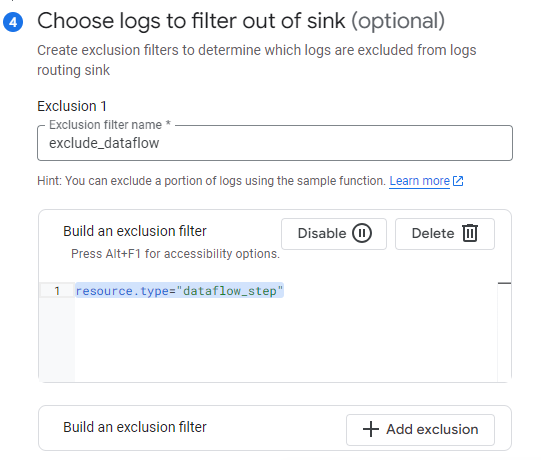 4 Choose logs to filter out of sink (optional)
Create exclusion filters to determine which logs are excluded from logs
routing sink
Exclusion 1
Exclusion filter name *
exclude_dataflow
Hint: You can exclude a portion of logs using the sample function. Learn more
Build an exclusion filter
Disable
Delete
Press Alt+F1 for accessibility options.
1 resource.type="dataflow_step"
Build an exclusion filter
Add exclusion